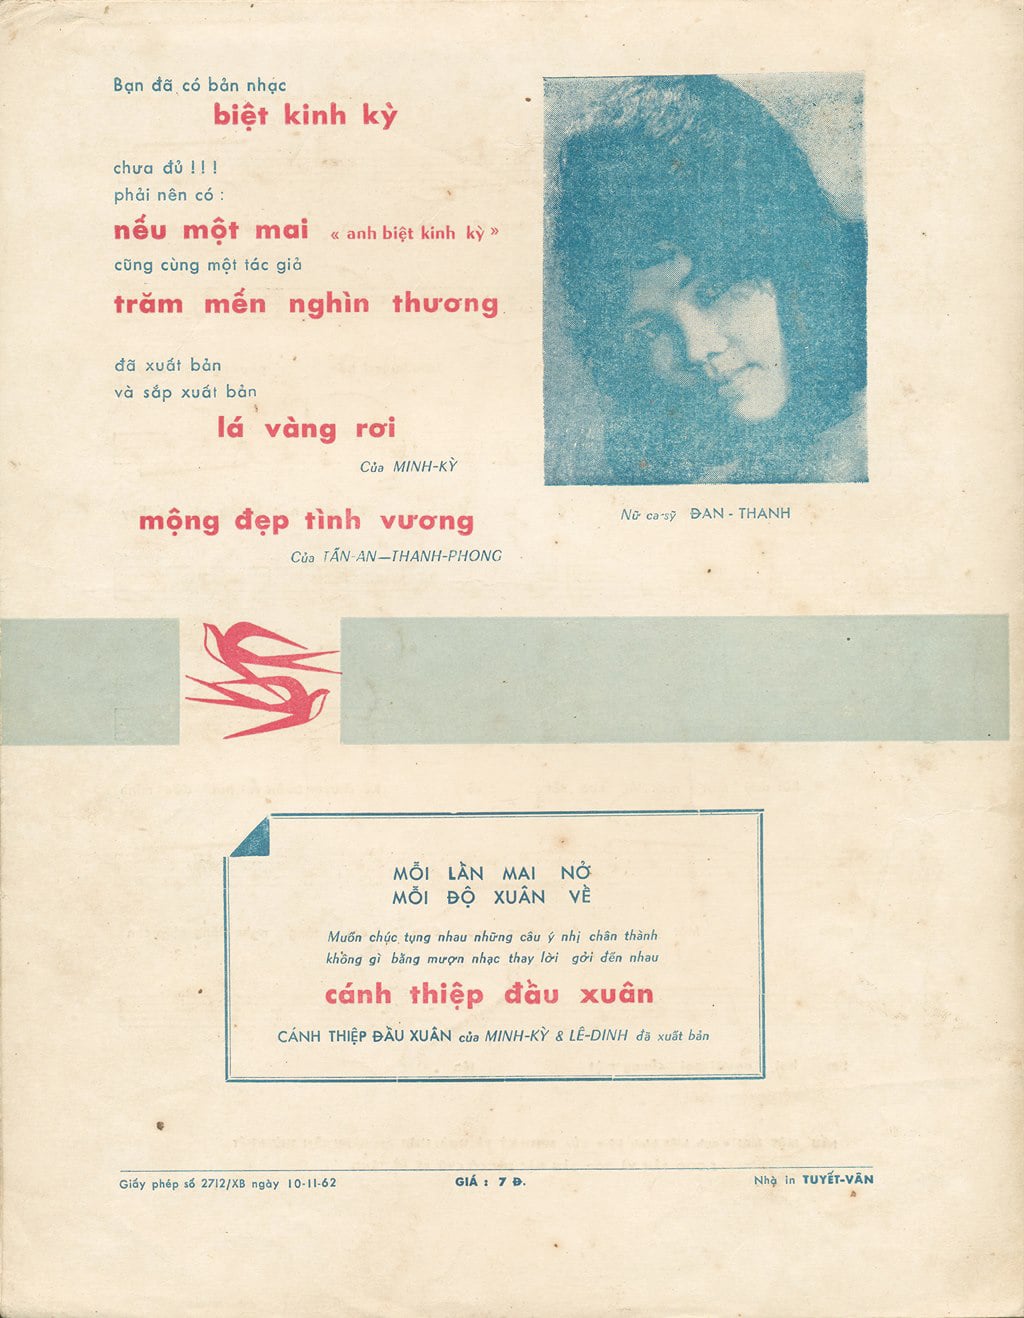 Bạn đã có bản nhạc
biệt kinh kỳ
chưa đủ ! ! !
phải nên có :
nếu một mai « anh biệt kinh kỳ »
cũng cùng một tác giả
trăm mến nghìn thương
đã xuất bản
và sắp xuất bản
lá vàng rơi
Của MINH-KỲ
mộng đẹp tình vương
Của TẤN-AN—THANH-PHONG
Nữ ca-sỹ ĐAN - THANH
MỖI LẦN MAI NỞ
MỖI ĐỘ XUÂN VỀ
Muốn chúc tụng nhau những câu ý nhị chân thành
không gì bằng mượn nhạc thay lời gởi đến nhau
cánh thiệp đầu xuân
CÁNH THIỆP ĐẦU XUÂN của MINH-KỲ & LÊ-DINH đã xuất bản
Giấy phép số 2712/XB ngày 10-11-62
GIÁ : 7 Đ.
Nhà in TUYẾT-VÂN